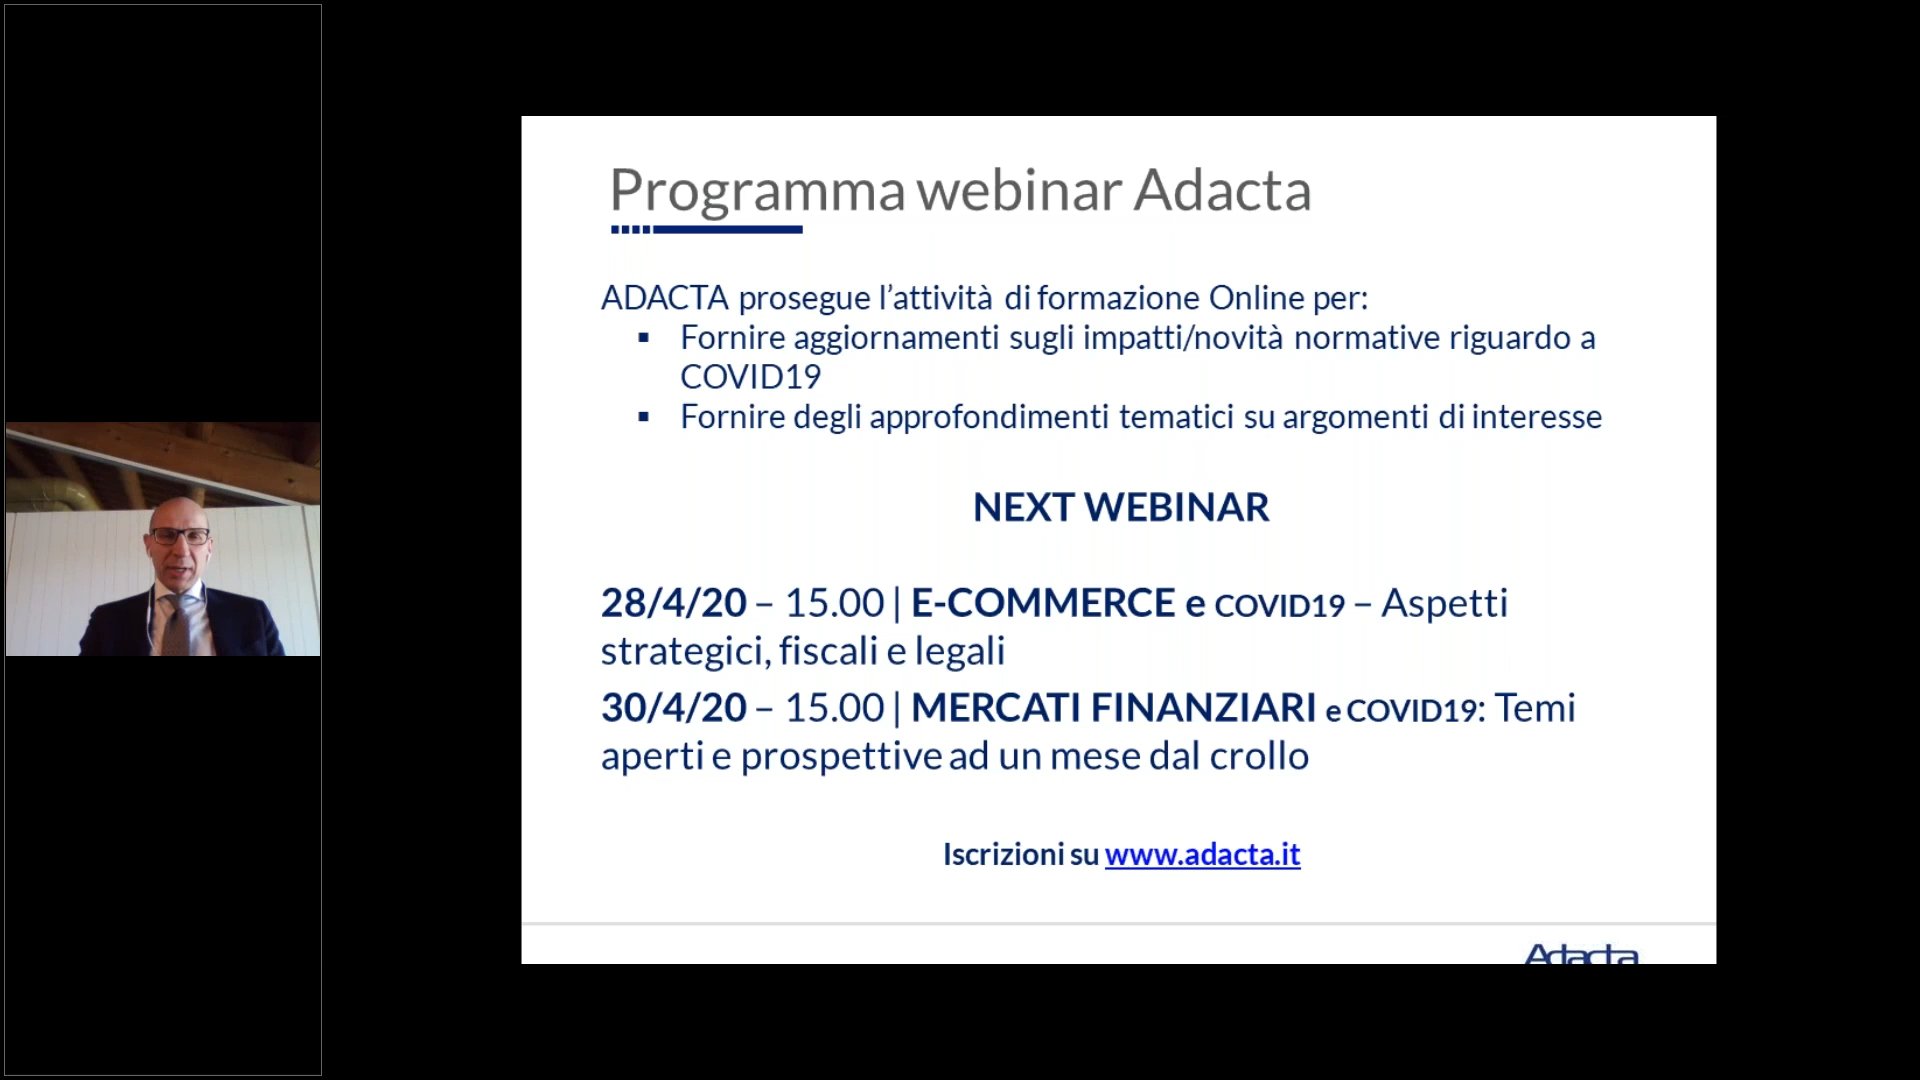 Programma webinar Adacta
ADACTA prosegue l’attività di formazione Online per:
▪ Fornire aggiornamenti sugli impatti/novità normative riguardo a
COVID19
▪ Fornire degli approfondimenti tematici su argomenti di interesse
NEXT WEBINAR
28/4/20 – 15.00 | E-COMMERCE e COVID19 – Aspetti
strategici, fiscali e legali
30/4/20 – 15.00 | MERCATI FINANZIARI e COVID19: Temi
aperti e prospettive ad un mese dal crollo
Iscrizioni su www.adacta.it
Adacta